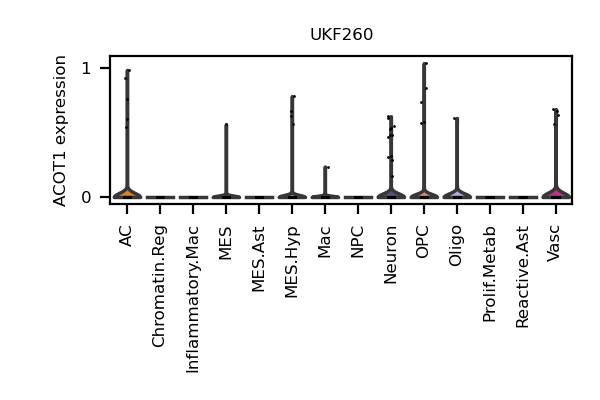 UKF260
ACOT1 expression
1
0
AC
Chromatin.Reg
Inflammatory.Mac
MES
MES.Ast
MES.Hyp
Mac
NPC
Neuron
OPC
Oligo
Prolif.Metab
Reactive.Ast
Vasc